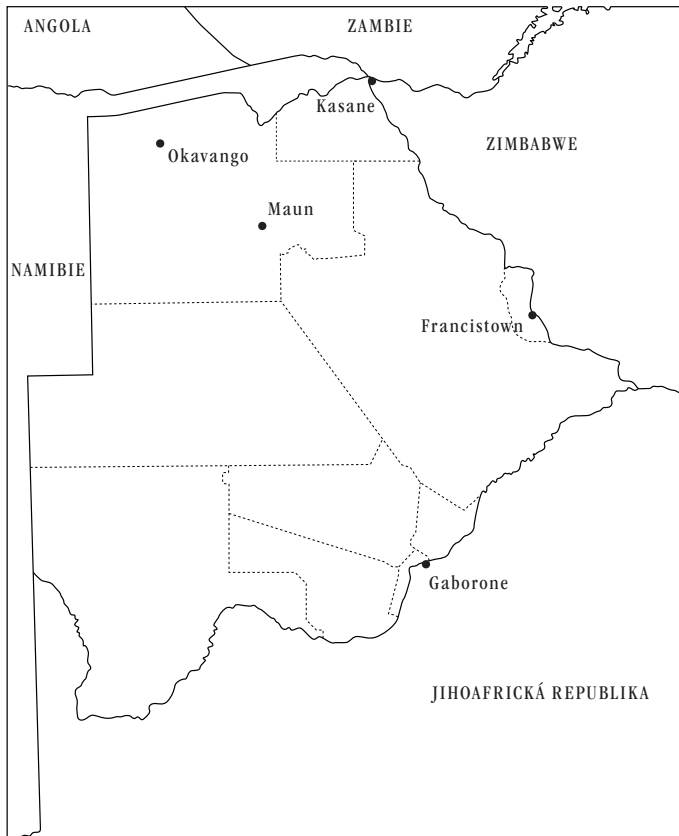 ANGOLA
ZAMBIE
Kasane
ZIMBABWE
Okavango
Maun
NAMIBIE
Francistown
Gaborone
JIHOAFRICKÁ REPUBLIKA